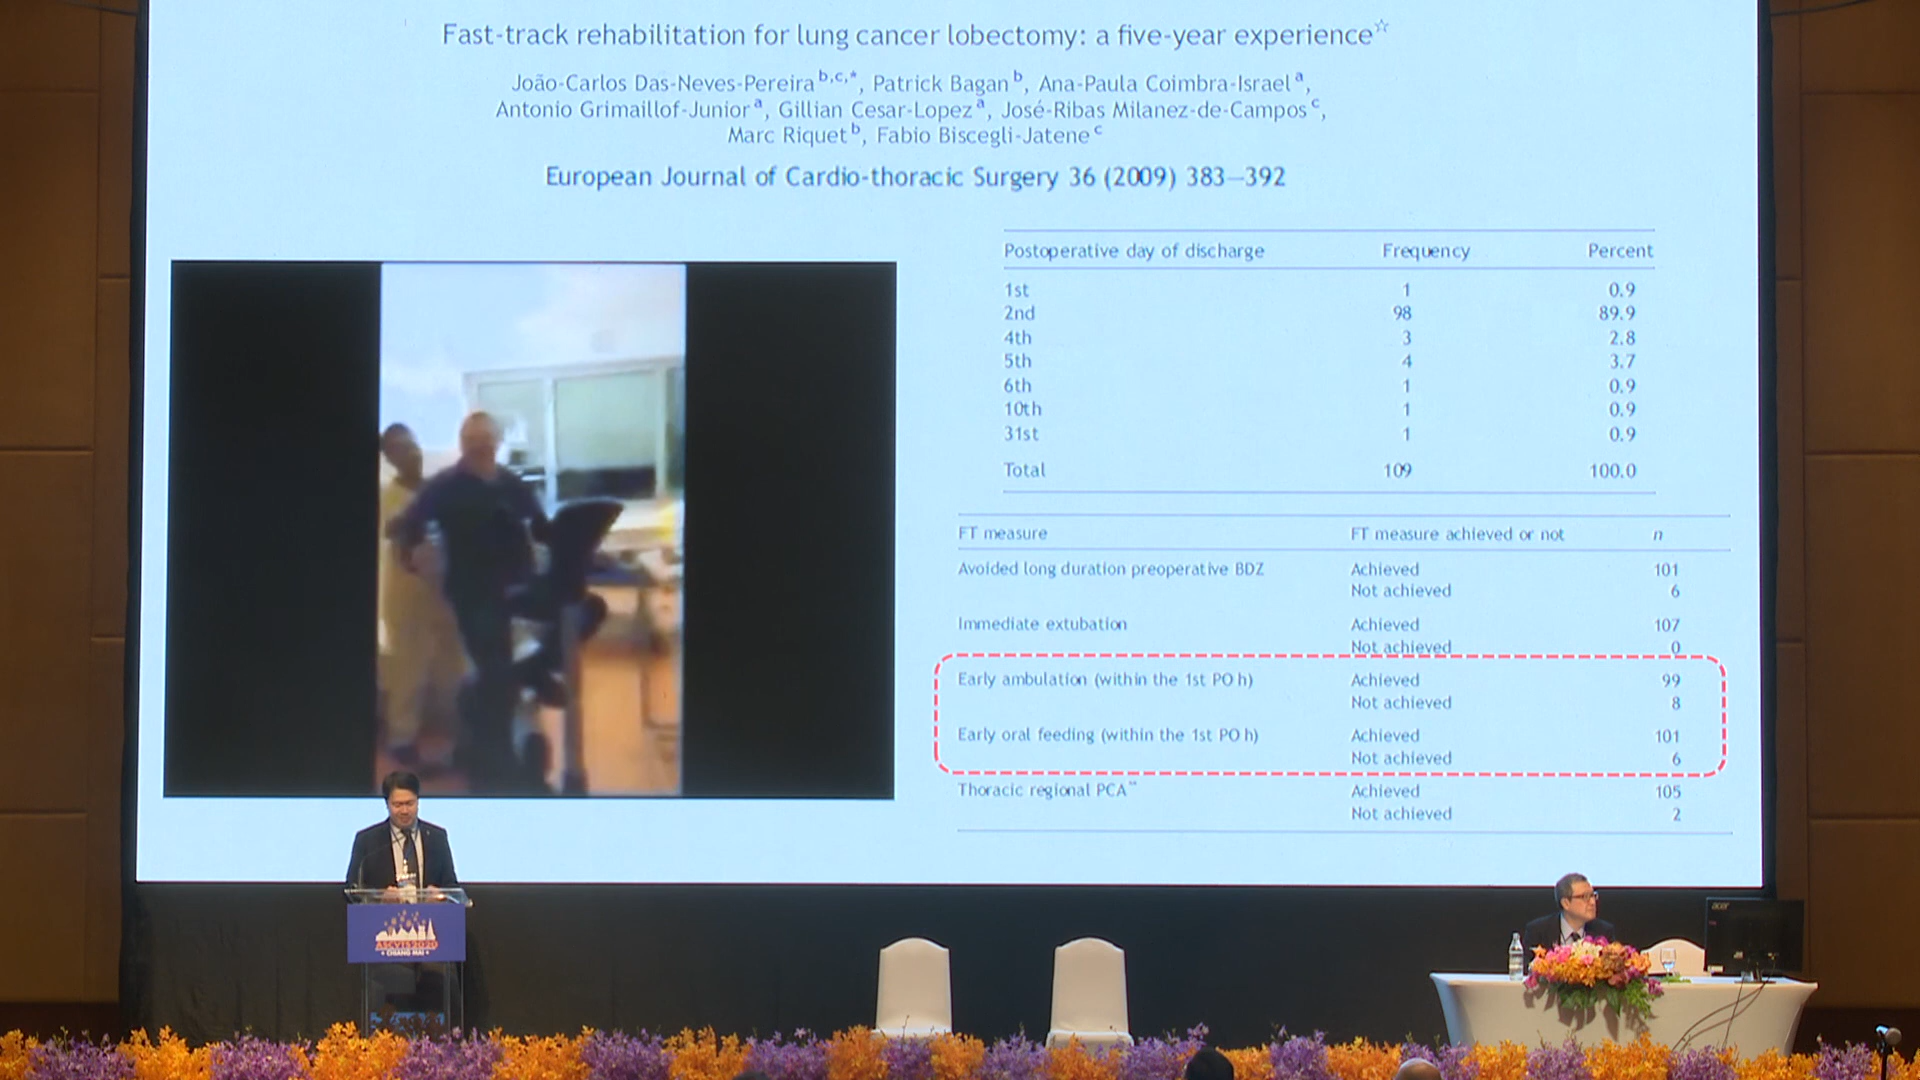 Fast-track rehabilitation for lung cancer lobectomy: a five-year experience☆
João-Carlos Das-Neves-Pereira b,c,*, Patrick Bagan b, Ana-Paula Coimbra-Israel a,
Antonio Grimaillof-Junior a, Gillian Cesar-Lopez a, José-Ribas Milanez-de-Campos c,
Marc Riquet b, Fabio Biscegli-Jatene c
European Journal of Cardio-thoracic Surgery 36 (2009) 383—392
Postoperative day of discharge Frequency Percent
1st 1 0.9
2nd 98 89.9
4th 3 2.8
5th 4 3.7
6th 1 0.9
10th 1 0.9
31st 1 0.9
Total 109 100.0
FT measure FT measure achieved or not n
Avoided long duration preoperative BDZ Achieved 101
Not achieved 6
Immediate extubation Achieved 107
Not achieved 0
Early ambulation (within the 1st PO h) Achieved 99
Not achieved 8
Early oral feeding (within the 1st PO h) Achieved 101
Not achieved 6
Thoracic regional PCA** Achieved 105
Not achieved 2
ASCVTS2020
• CHIANG MAI •
acer